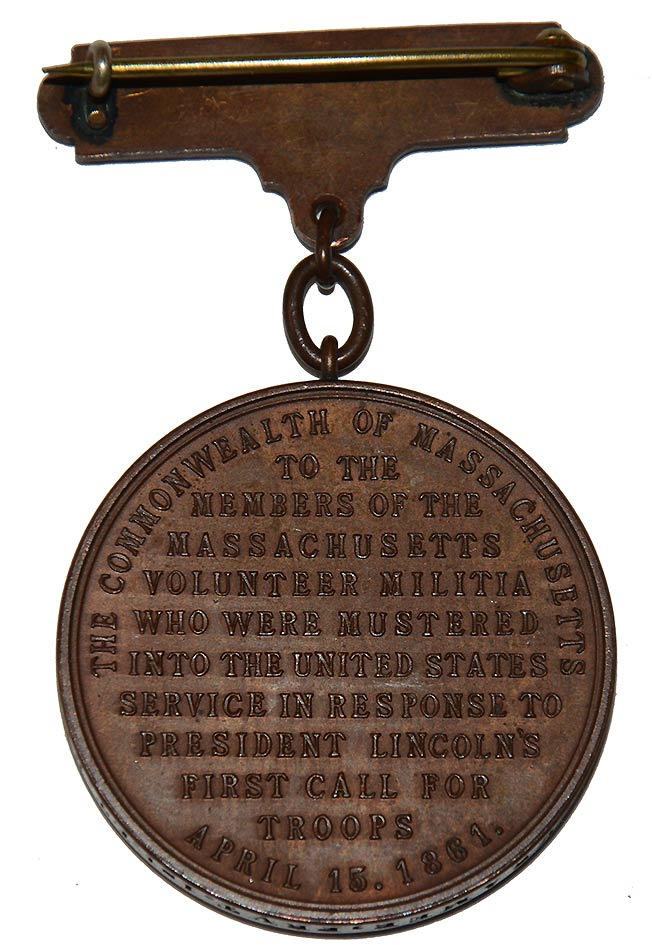 THE COMMONWEALTH OF MASSACHUSETTS
TO THE
MEMBERS OF THE
MASSACHUSETTS
VOLUNTEER MILITIA
WHO WERE MUSTERED
INTO THE UNITED STATES
SERVICE IN RESPONSE TO
PRESIDENT LINCOLN'S
FIRST CALL FOR
TROOPS
APRIL 15. 1861.